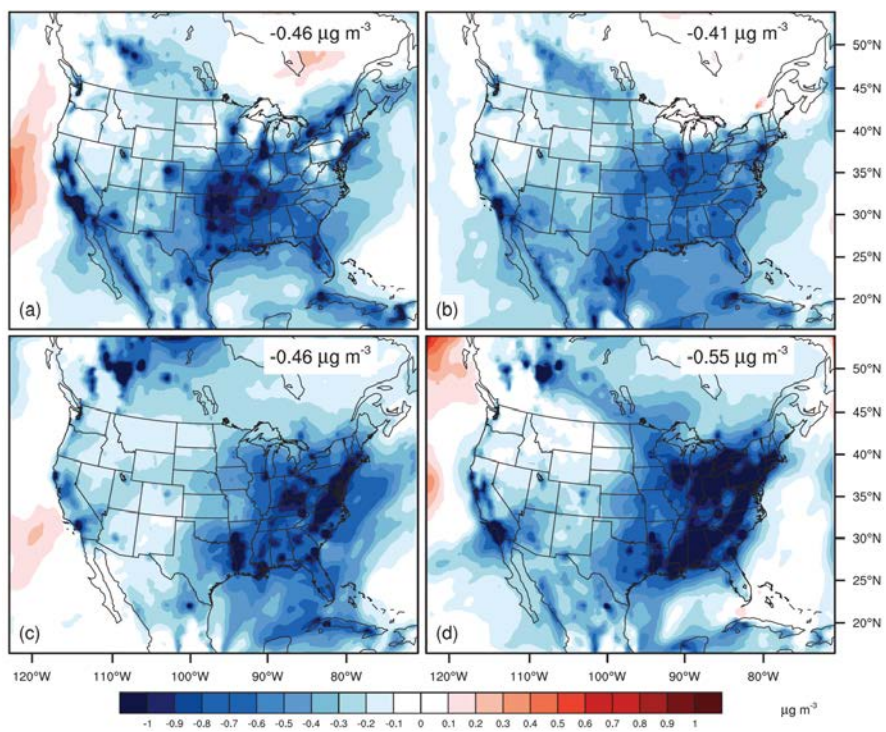 -0.46 µg m-3
-0.41 µg m-3
50°N
45°N
40°N
35°N
30°N
25°N
20°N
(a)
(b)
-0.46 µg m-3
-0.55 µg m-3
50°N
45°N
40°N
35°N
30°N
25°N
20°N
(c)
(d)
120°W 110°W 100°W 90°W 80°W 120°W 110°W 100°W 90°W 80°W
µg m-3
-1 -0.9 -0.8 -0.7 -0.6 -0.5 -0.4 -0.3 -0.2 -0.1 0 0.1 0.2 0.3 0.4 0.5 0.6 0.7 0.8 0.9 1